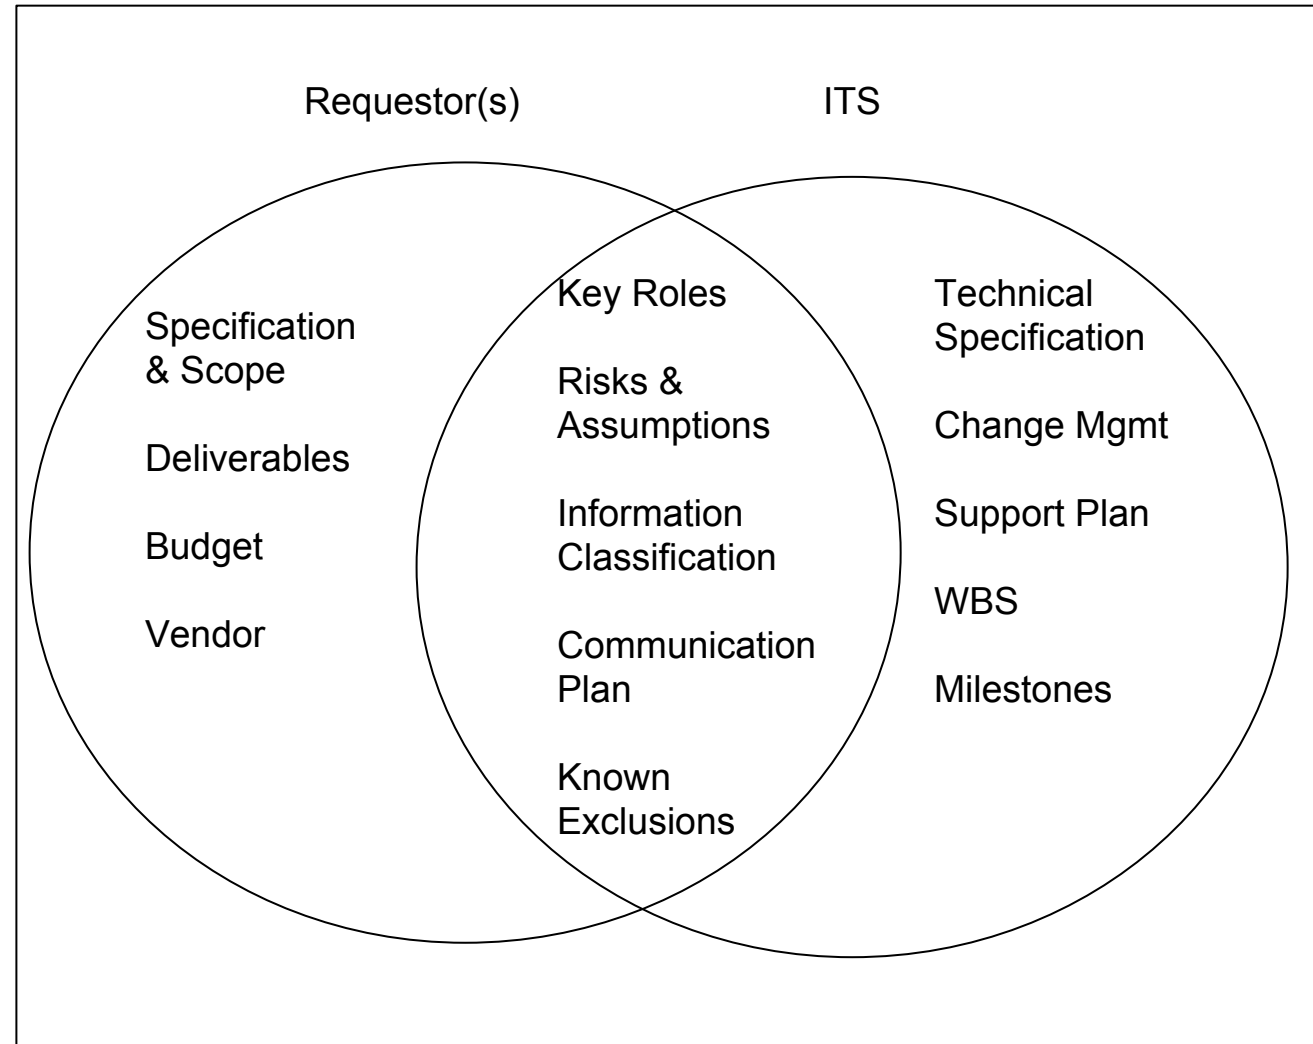 Requestor(s)
ITS
Specification
& Scope
Deliverables
Budget
Vendor
Key Roles
Risks &
Assumptions
Information
Classification
Communication
Plan
Known
Exclusions
Technical
Specification
Change Mgmt
Support Plan
WBS
Milestones